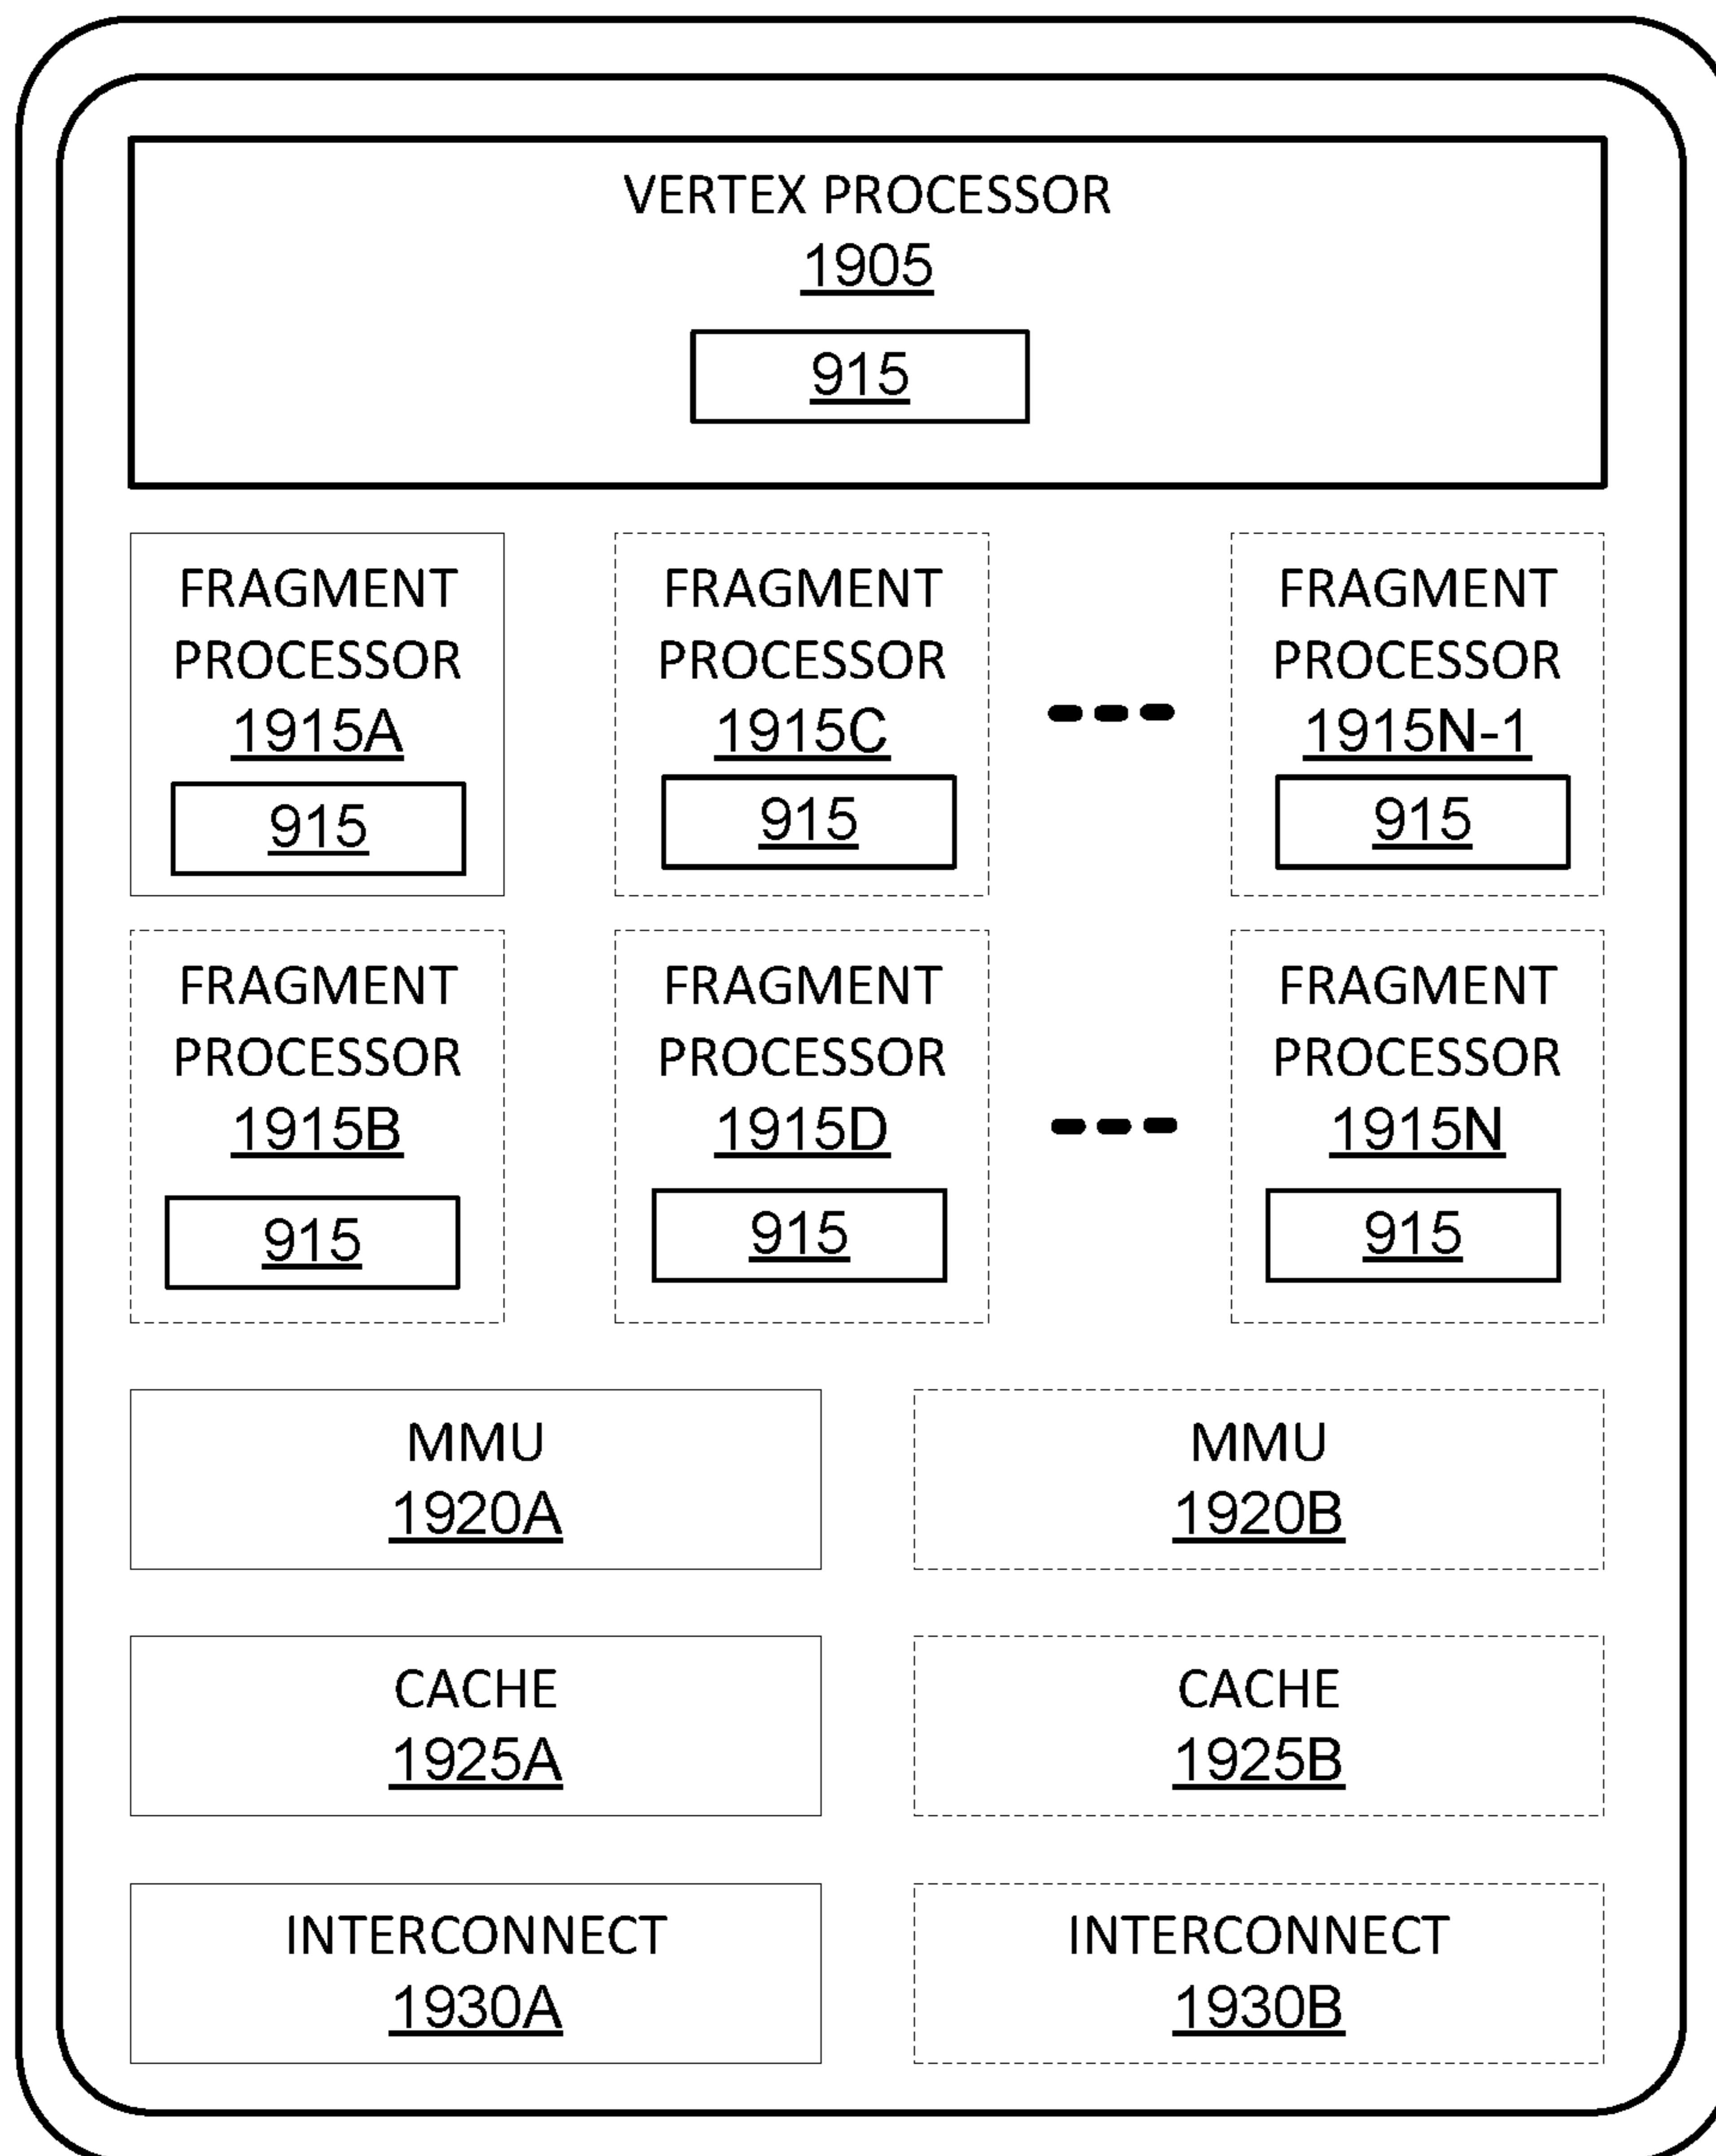 VERTEX PROCESSOR
1905
915
FRAGMENT
PROCESSOR
1915A
915
FRAGMENT
PROCESSOR
1915C
915
FRAGMENT
PROCESSOR
1915N-1
915
FRAGMENT
PROCESSOR
1915B
915
FRAGMENT
PROCESSOR
1915D
915
FRAGMENT
PROCESSOR
1915N
915
MMU
1920A
MMU
1920B
CACHE
1925A
CACHE
1925B
INTERCONNECT
1930A
INTERCONNECT
1930B